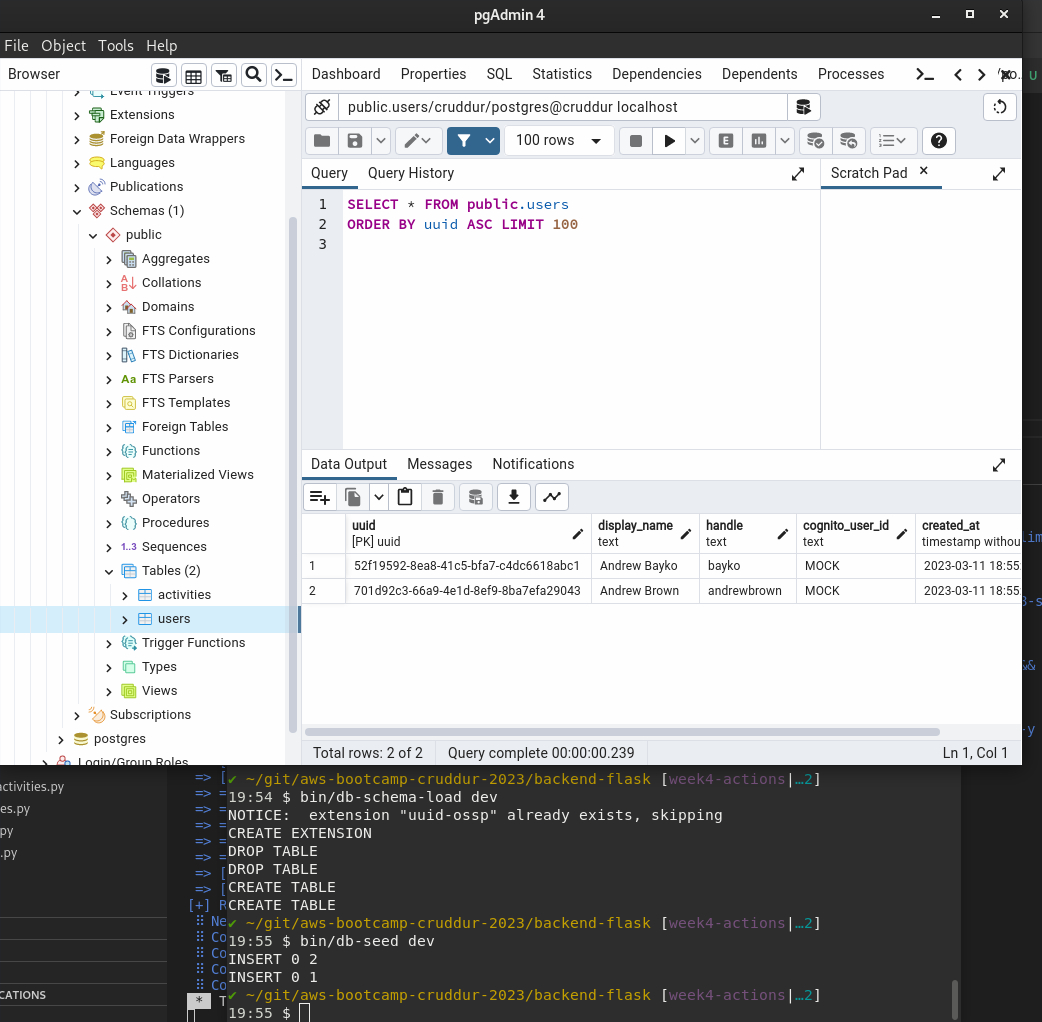 pgAdmin 4
File Object Tools Help
Browser
Event Triggers
Extensions
Foreign Data Wrappers
Languages
Publications
Schemas (1)
public
Aggregates
Collations
Domains
FTS Configurations
FTS Dictionaries
Aa FTS Parsers
FTS Templates
Foreign Tables
Functions
Materialized Views
Operators
Procedures
1..3 Sequences
Tables (2)
activities
users
Trigger Functions
Types
Views
Subscriptions
postgres
Login/Group Roles
Dashboard Properties SQL Statistics Dependencies Dependents Processes
public.users/cruddur/postgres@cruddur localhost
100 rows
E
Query Query History
Scratch Pad
1 SELECT * FROM public.users
2 ORDER BY uuid ASC LIMIT 100
3
Data Output Messages Notifications
uuid display_name handle cognito_user_id created_at
[PK] uuid text text text timestamp withou
1 52f19592-8ea8-41c5-bfa7-c4dc6618abc1 Andrew Bayko bayko MOCK 2023-03-11 18:55
2 701d92c3-66a9-4e1d-8ef9-8ba7efa29043 Andrew Brown andrewbrown MOCK 2023-03-11 18:55
Total rows: 2 of 2 Query complete 00:00:00.239 Ln 1, Col 1
U
lim
3-s
&&
-y
ctivities.py
es.py
py
.py
CATIONS
=> [
=> =
=> =
=> =
=> =
=> =
=> [
=> [
[+] R
⠿ Ne
⠿ Co
⠿ Co
⠿ Co
⠿ Co
* T
✔ ~/git/aws-bootcamp-cruddur-2023/backend-flask [week4-actions|…2]
19:54 $ bin/db-schema-load dev
NOTICE:  extension "uuid-ossp" already exists, skipping
CREATE EXTENSION
DROP TABLE
DROP TABLE
CREATE TABLE
CREATE TABLE
✔ ~/git/aws-bootcamp-cruddur-2023/backend-flask [week4-actions|…2]
19:55 $ bin/db-seed dev
INSERT 0 2
INSERT 0 1
✔ ~/git/aws-bootcamp-cruddur-2023/backend-flask [week4-actions|…2]
19:55 $